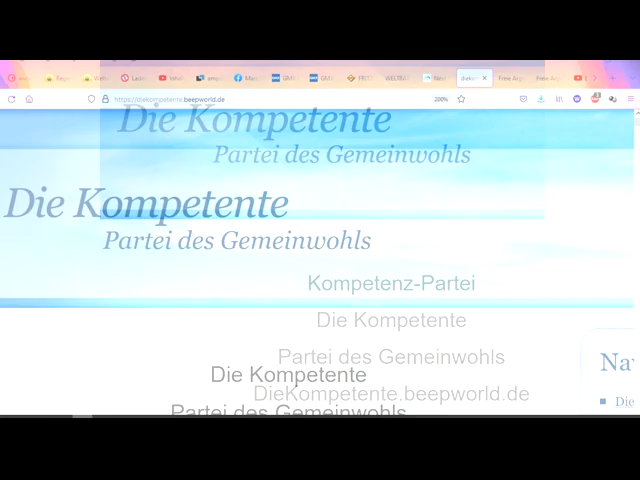 https://diekompetente.beepworld.de
200%
Die Kompetente
Partei des Gemeinwohls
Die Kompetente
Partei des Gemeinwohls
Kompetenz-Partei
Die Kompetente
Partei des Gemeinwohls
Die Kompetente
DieKompetente.beepworld.de
Partei des Gemeinwohls
Die